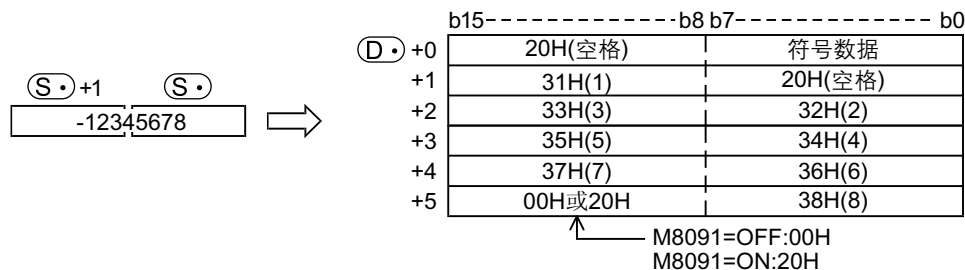 b15 b8 b7 b0
D· +0 20H(空格) 符号数据
+1 31H(1) 20H(空格)
S· +1 S·
+2 33H(3) 32H(2)
-12345678
+3 35H(5) 34H(4)
+4 37H(7) 36H(6)
+5 00H或20H 38H(8)
M8091=OFF:00H
M8091=ON:20H